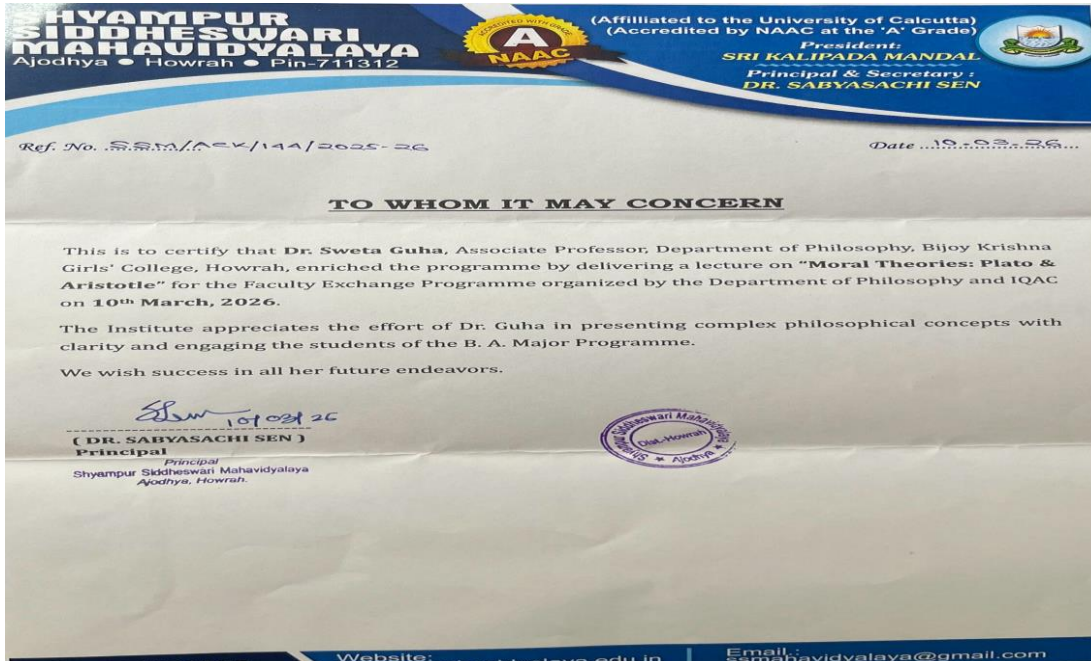 SHYAMPUR
SIDDHESWARI
MAHAVIDYALAYA
Ajodhya ● Howrah ● Pin-711312
ACCREDITED WITH GRADE
A
NAAC
(Affilliated to the University of Calcutta)
(Accredited by NAAC at the 'A' Grade)
President:
SRI KALIPADA MANDAL
Principal & Secretary :
DR. SABYASACHI SEN
Ref. No. SSM/ACK/144/2025-26
Date 10-03-26
TO WHOM IT MAY CONCERN
This is to certify that Dr. Sweta Guha, Associate Professor, Department of Philosophy, Bijoy Krishna
Girls' College, Howrah, enriched the programme by delivering a lecture on "Moral Theories: Plato &
Aristotle" for the Faculty Exchange Programme organized by the Department of Philosophy and IQAC
on 10th March, 2026.
The Institute appreciates the effort of Dr. Guha in presenting complex philosophical concepts with
clarity and engaging the students of the B. A. Major Programme.
We wish success in all her future endeavors.
10/03/26
( DR. SABYASACHI SEN )
Principal
Principal
Shyampur Siddheswari Mahavidyalaya
Ajodhya, Howrah.
Shyampur Siddheswari Mahavidyalaya
Dist.-Howrah
★ Ajodhya ★
Website:
Email.:
ssmahavidyalaya@gmail.com